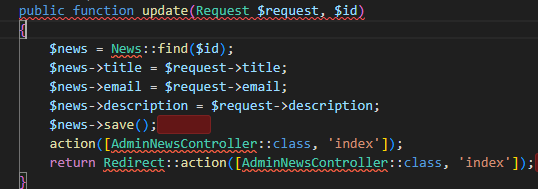 public function update(Request $request, $id)
{
$news = News::find($id);
$news->title = $request->title;
$news->email = $request->email;
$news->description = $request->description;
$news->save();
action([AdminNewsController::class, 'index']);
return Redirect::action([AdminNewsController::class, 'index']);
}